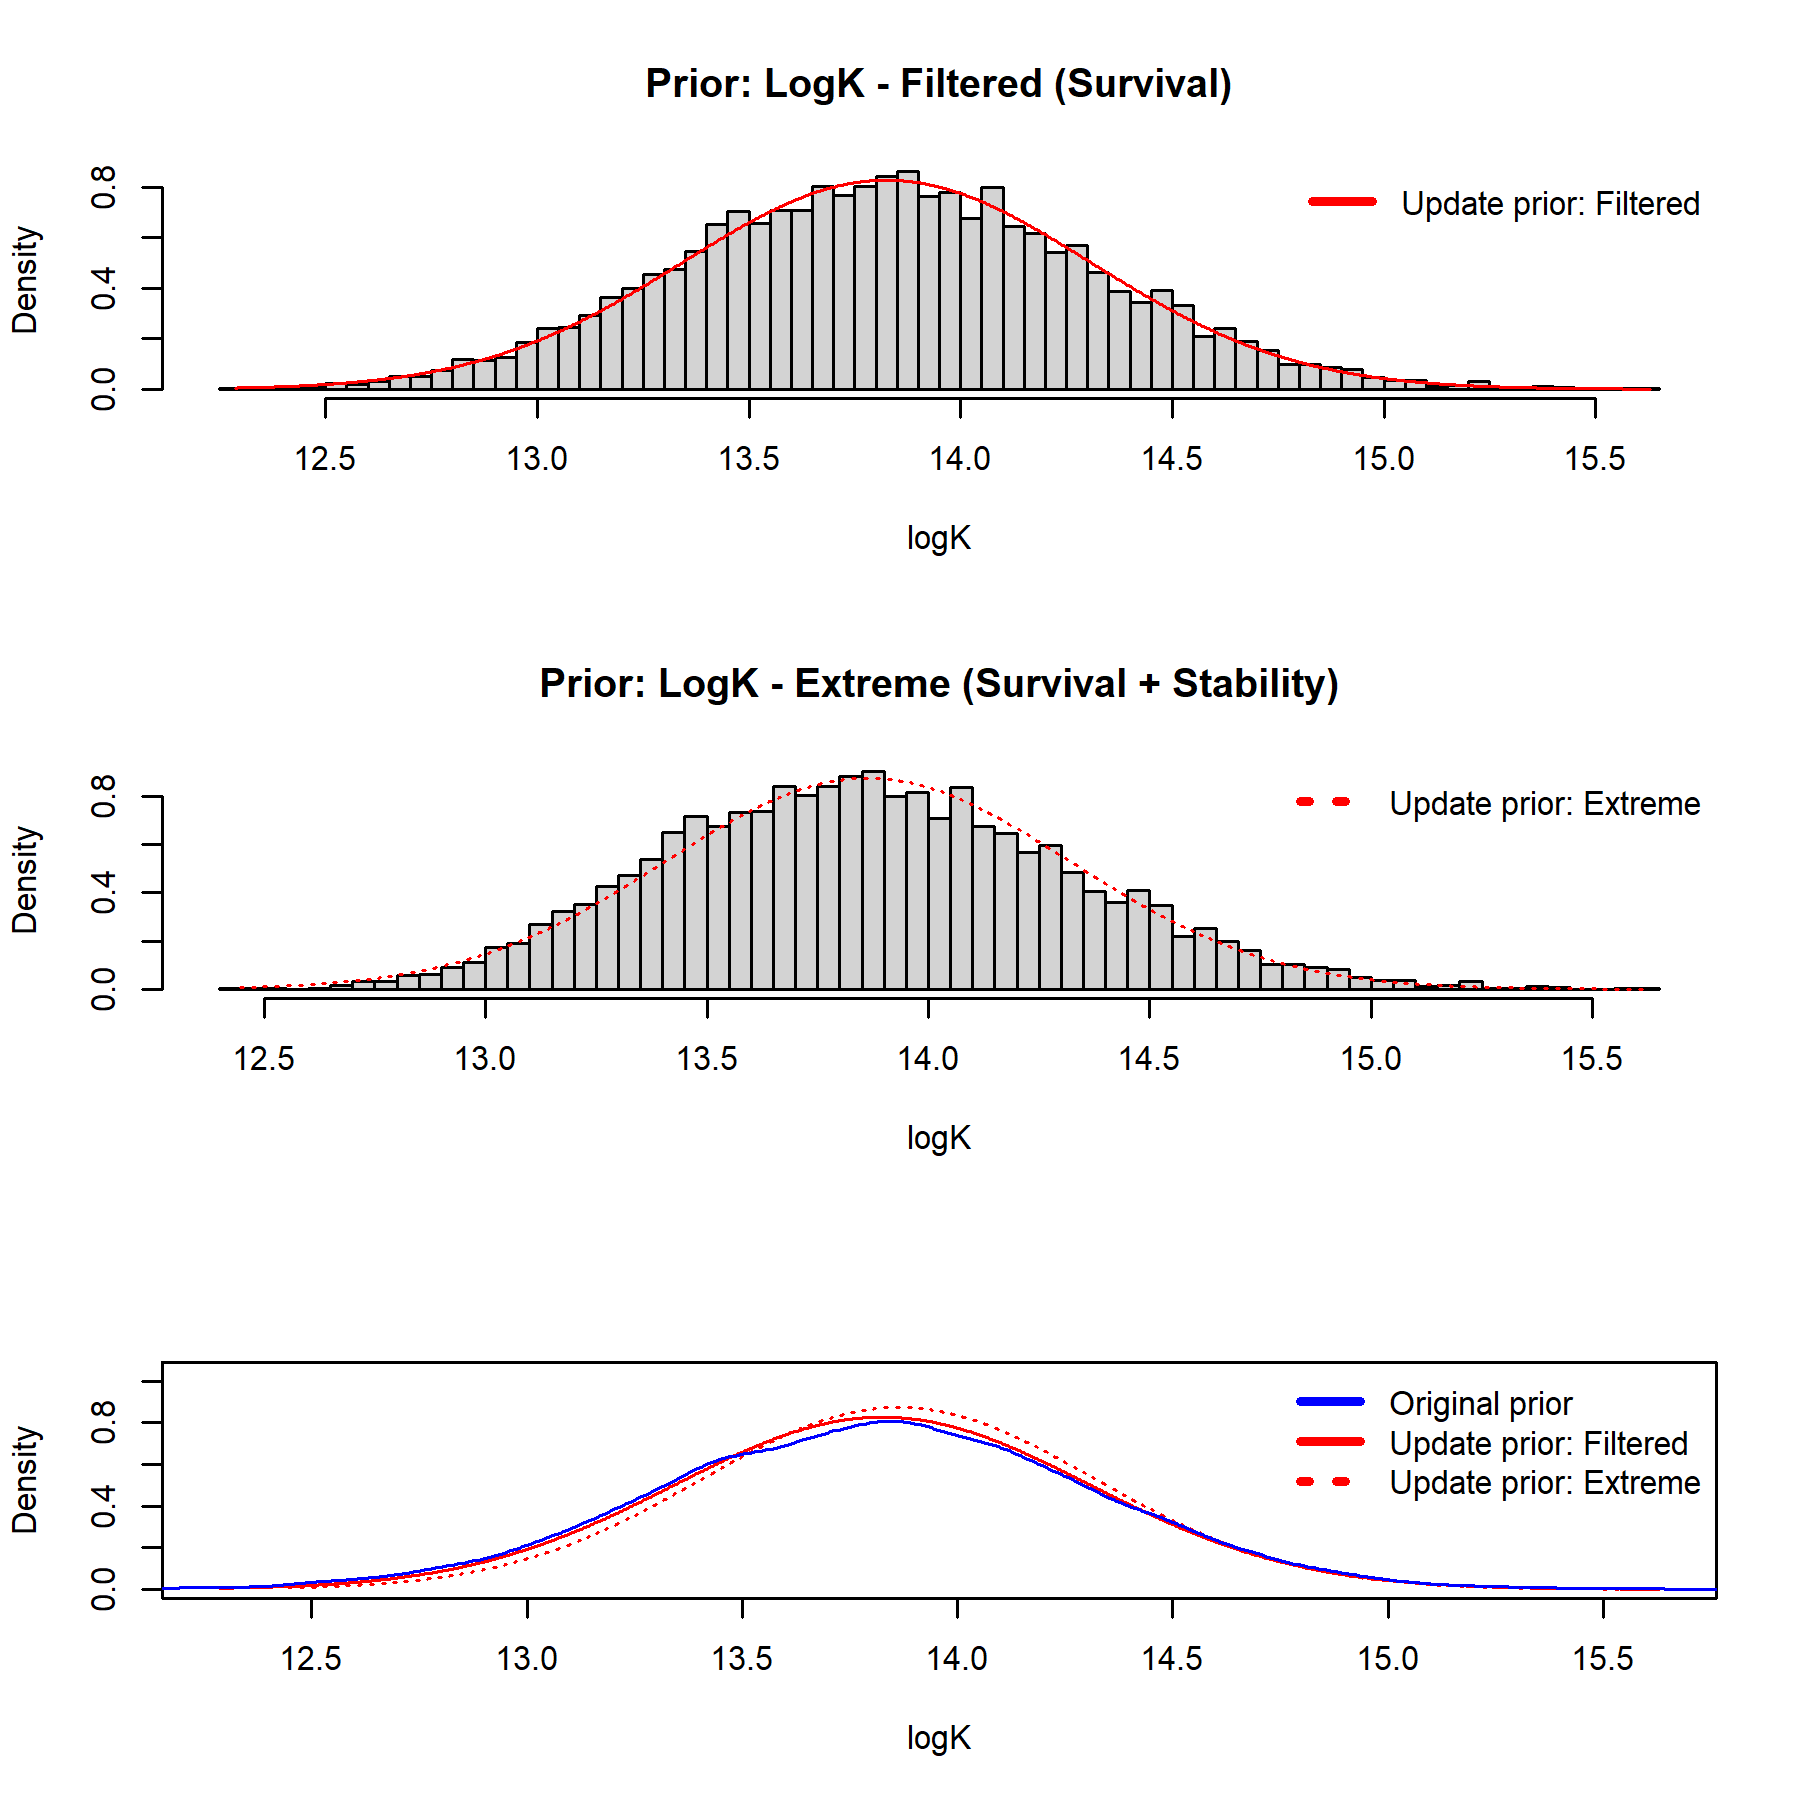 Prior: LogK - Filtered (Survival)
Density
0.0 0.4 0.8
Update prior: Filtered
12.5 13.0 13.5 14.0 14.5 15.0 15.5
logK
Prior: LogK - Extreme (Survival + Stability)
Density
0.0 0.4 0.8
Update prior: Extreme
12.5 13.0 13.5 14.0 14.5 15.0 15.5
logK
Density
0.0 0.4 0.8
Original prior
Update prior: Filtered
Update prior: Extreme
12.5 13.0 13.5 14.0 14.5 15.0 15.5
logK